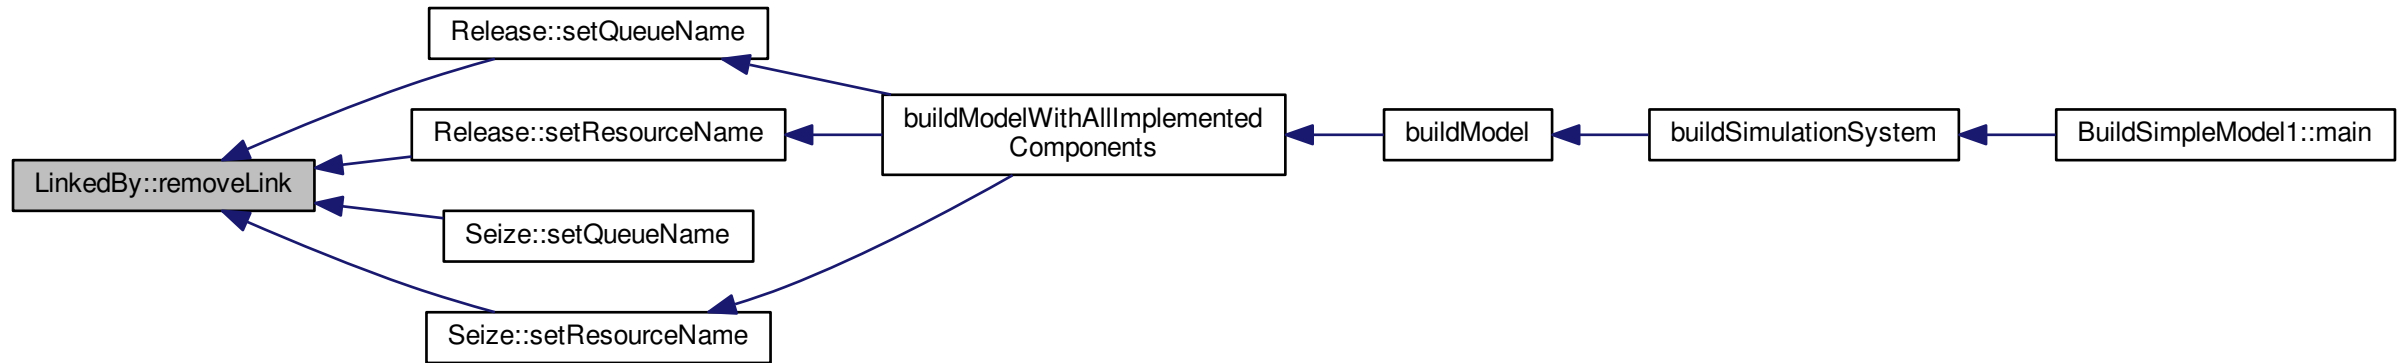 Release::setQueueName
Release::setResourceName
buildModelWithAllImplemented
Components
buildModel
buildSimulationSystem
BuildSimpleModel1::main
LinkedBy::removeLink
Seize::setQueueName
Seize::setResourceName